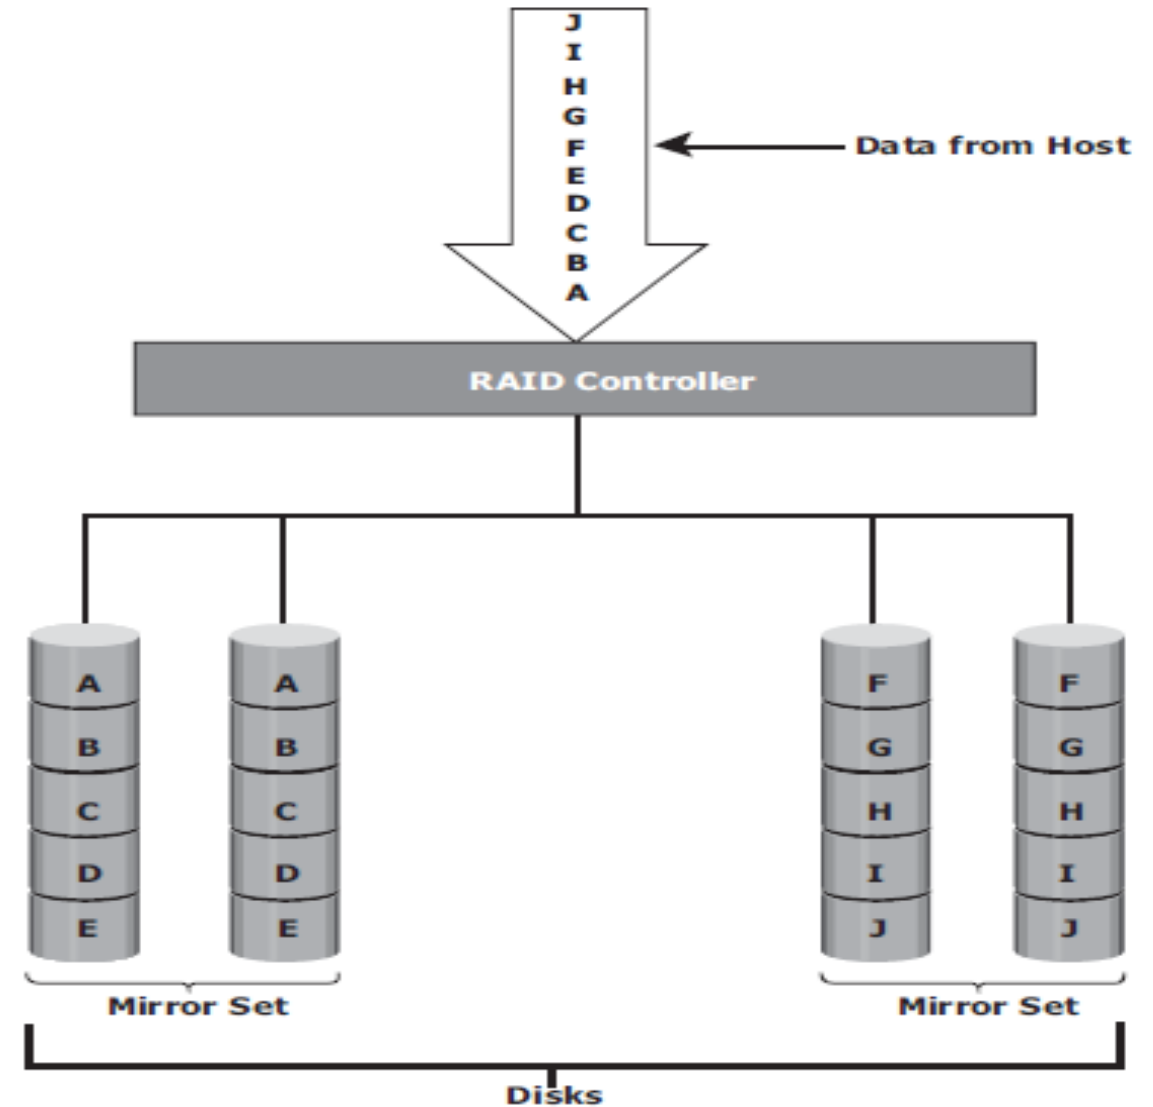 J
I
H
G
F
E
D
C
B
A
Data from Host
RAID Controller
A A F F
B B G G
C C H H
D D I I
E E J J
Mirror Set Mirror Set
Disks